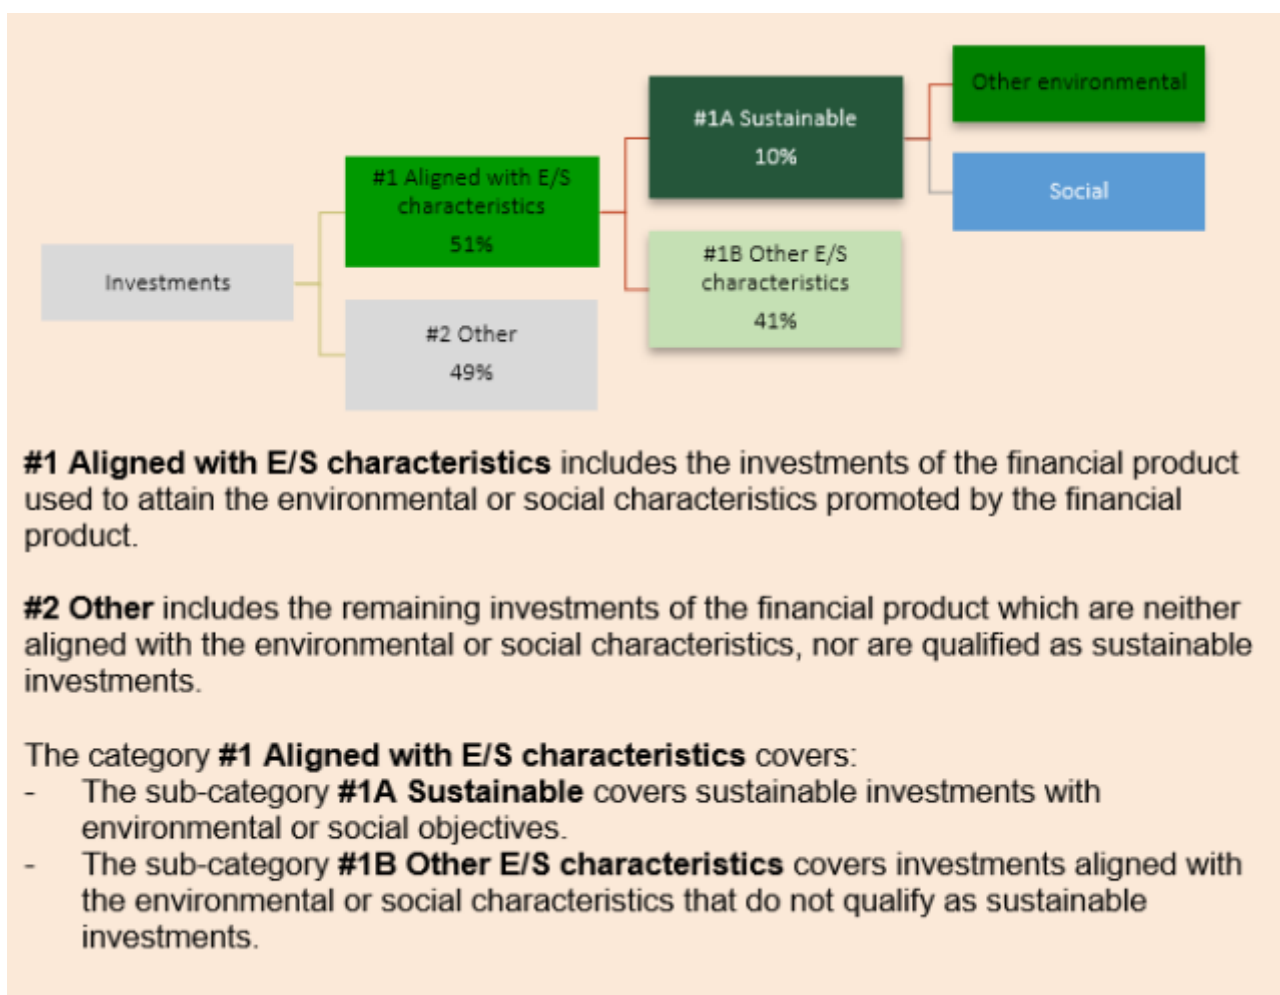 Other environmental
#1A Sustainable
10%
#1 Aligned with E/S
characteristics
51%
Social
#1B Other E/S
characteristics
41%
Investments
#2 Other
49%
#1 Aligned with E/S characteristics includes the investments of the financial product
used to attain the environmental or social characteristics promoted by the financial
product.
#2 Other includes the remaining investments of the financial product which are neither
aligned with the environmental or social characteristics, nor are qualified as sustainable
investments.
The category #1 Aligned with E/S characteristics covers:
- The sub-category #1A Sustainable covers sustainable investments with
environmental or social objectives.
- The sub-category #1B Other E/S characteristics covers investments aligned with
the environmental or social characteristics that do not qualify as sustainable
investments.